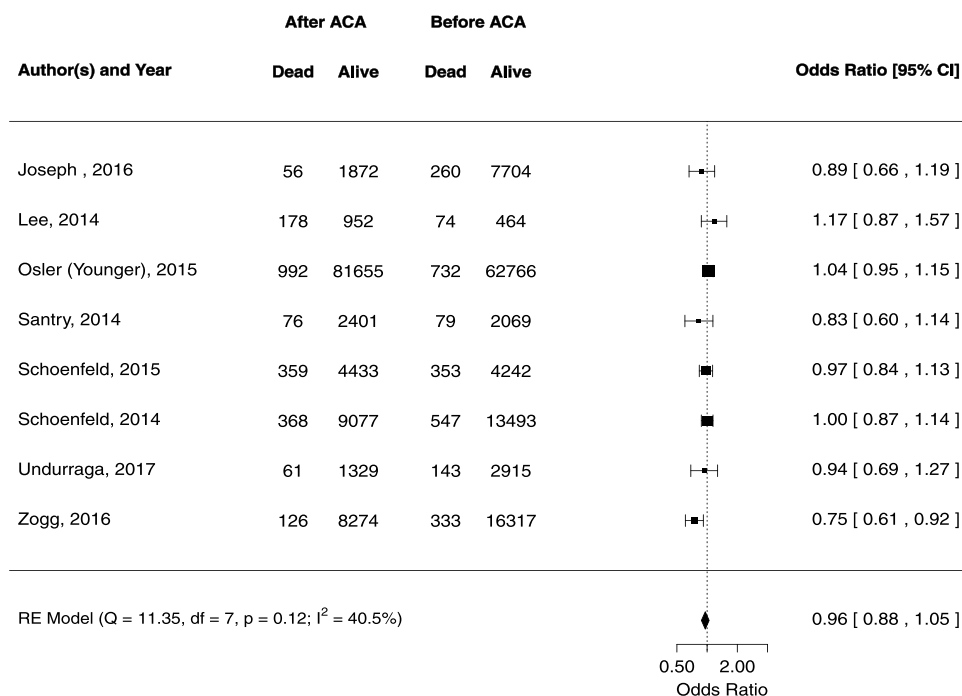 After ACA Before ACA
Author(s) and Year Dead Alive Dead Alive Odds Ratio [95% CI]
Joseph , 2016 56 1872 260 7704 0.89 [ 0.66 , 1.19 ]
Lee, 2014 178 952 74 464 1.17 [ 0.87 , 1.57 ]
Osler (Younger), 2015 992 81655 732 62766 1.04 [ 0.95 , 1.15 ]
Santry, 2014 76 2401 79 2069 0.83 [ 0.60 , 1.14 ]
Schoenfeld, 2015 359 4433 353 4242 0.97 [ 0.84 , 1.13 ]
Schoenfeld, 2014 368 9077 547 13493 1.00 [ 0.87 , 1.14 ]
Undurraga, 2017 61 1329 143 2915 0.94 [ 0.69 , 1.27 ]
Zogg, 2016 126 8274 333 16317 0.75 [ 0.61 , 0.92 ]
RE Model (Q = 11.35, df = 7, p = 0.12; I² = 40.5%) 0.96 [ 0.88 , 1.05 ]
0.50 2.00
Odds Ratio